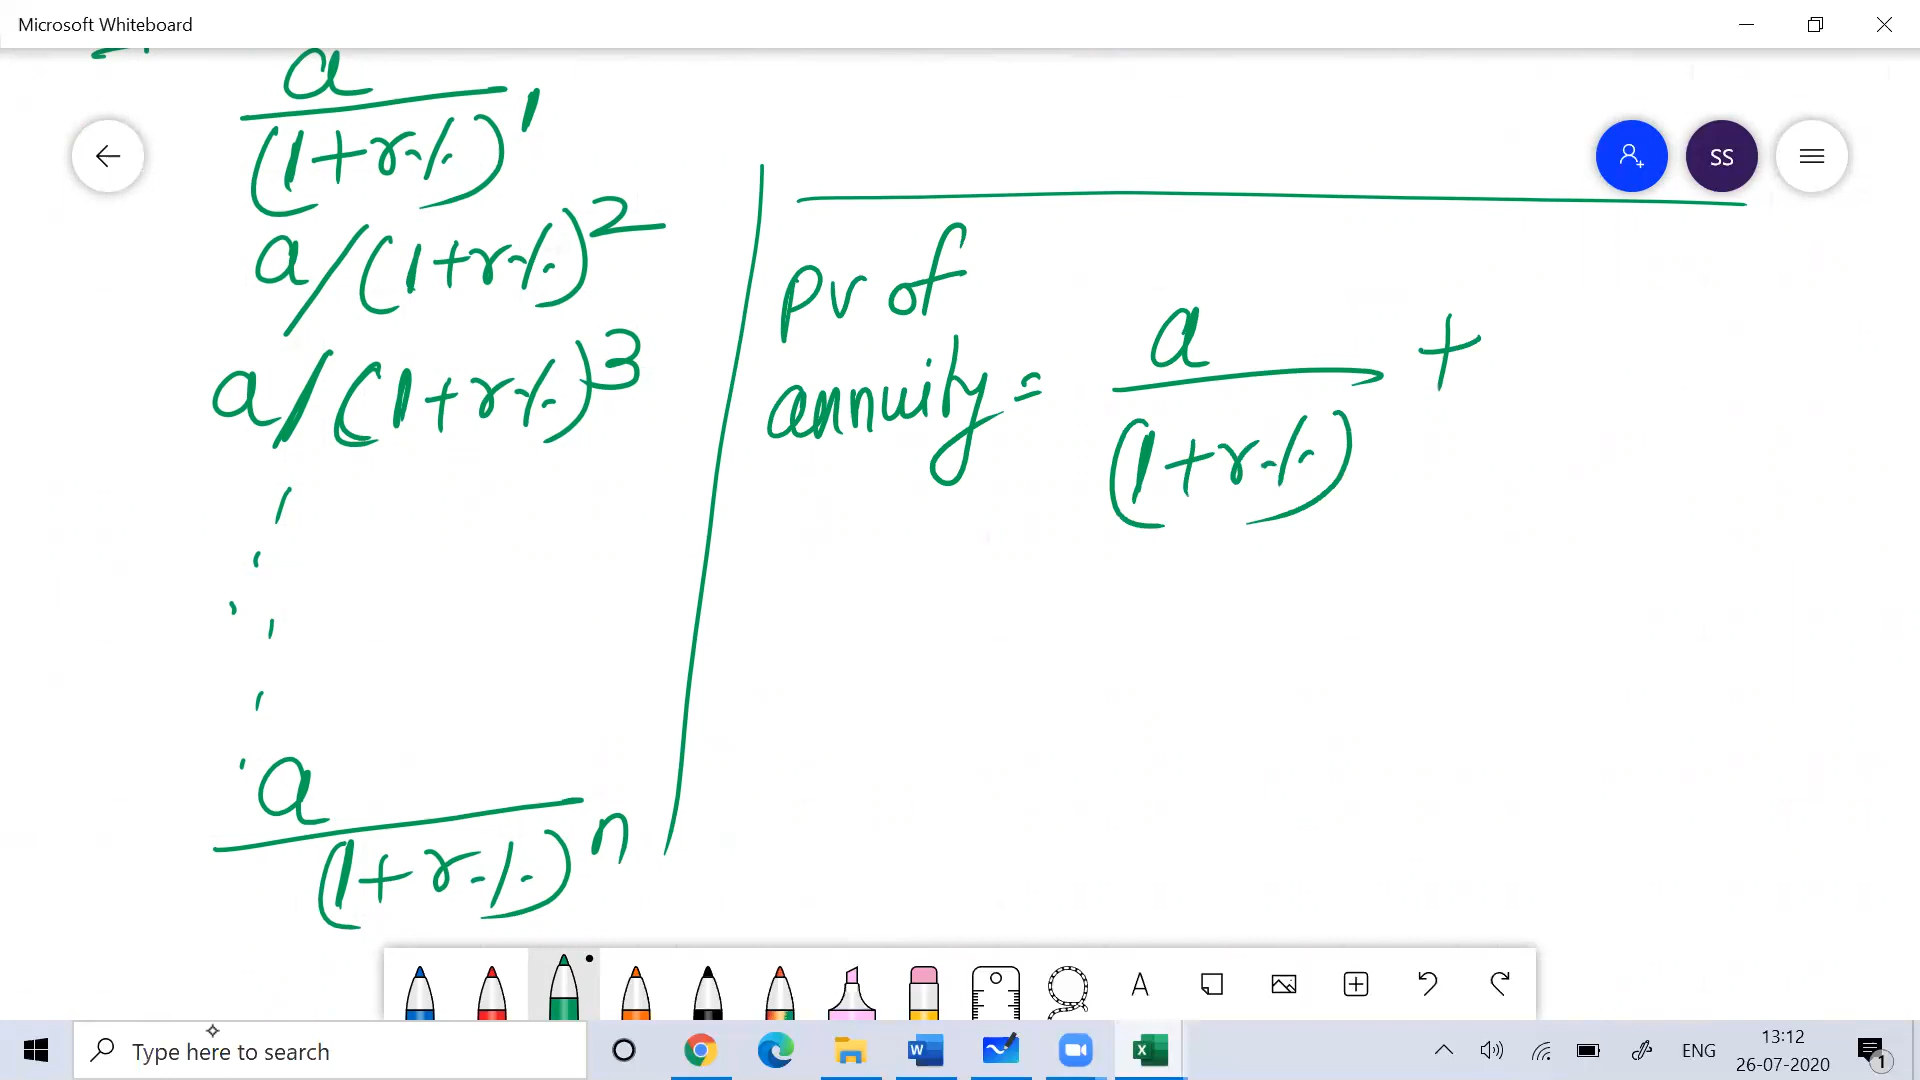 Microsoft Whiteboard
a
(1+r%)^1
a/(1+r%)^2
a/(1+r%)^3
a
(1+r%)^n
pv of
annuity =
a +
(1+r%)
SS
A
Type here to search
ENG
13:12
26-07-2020
1